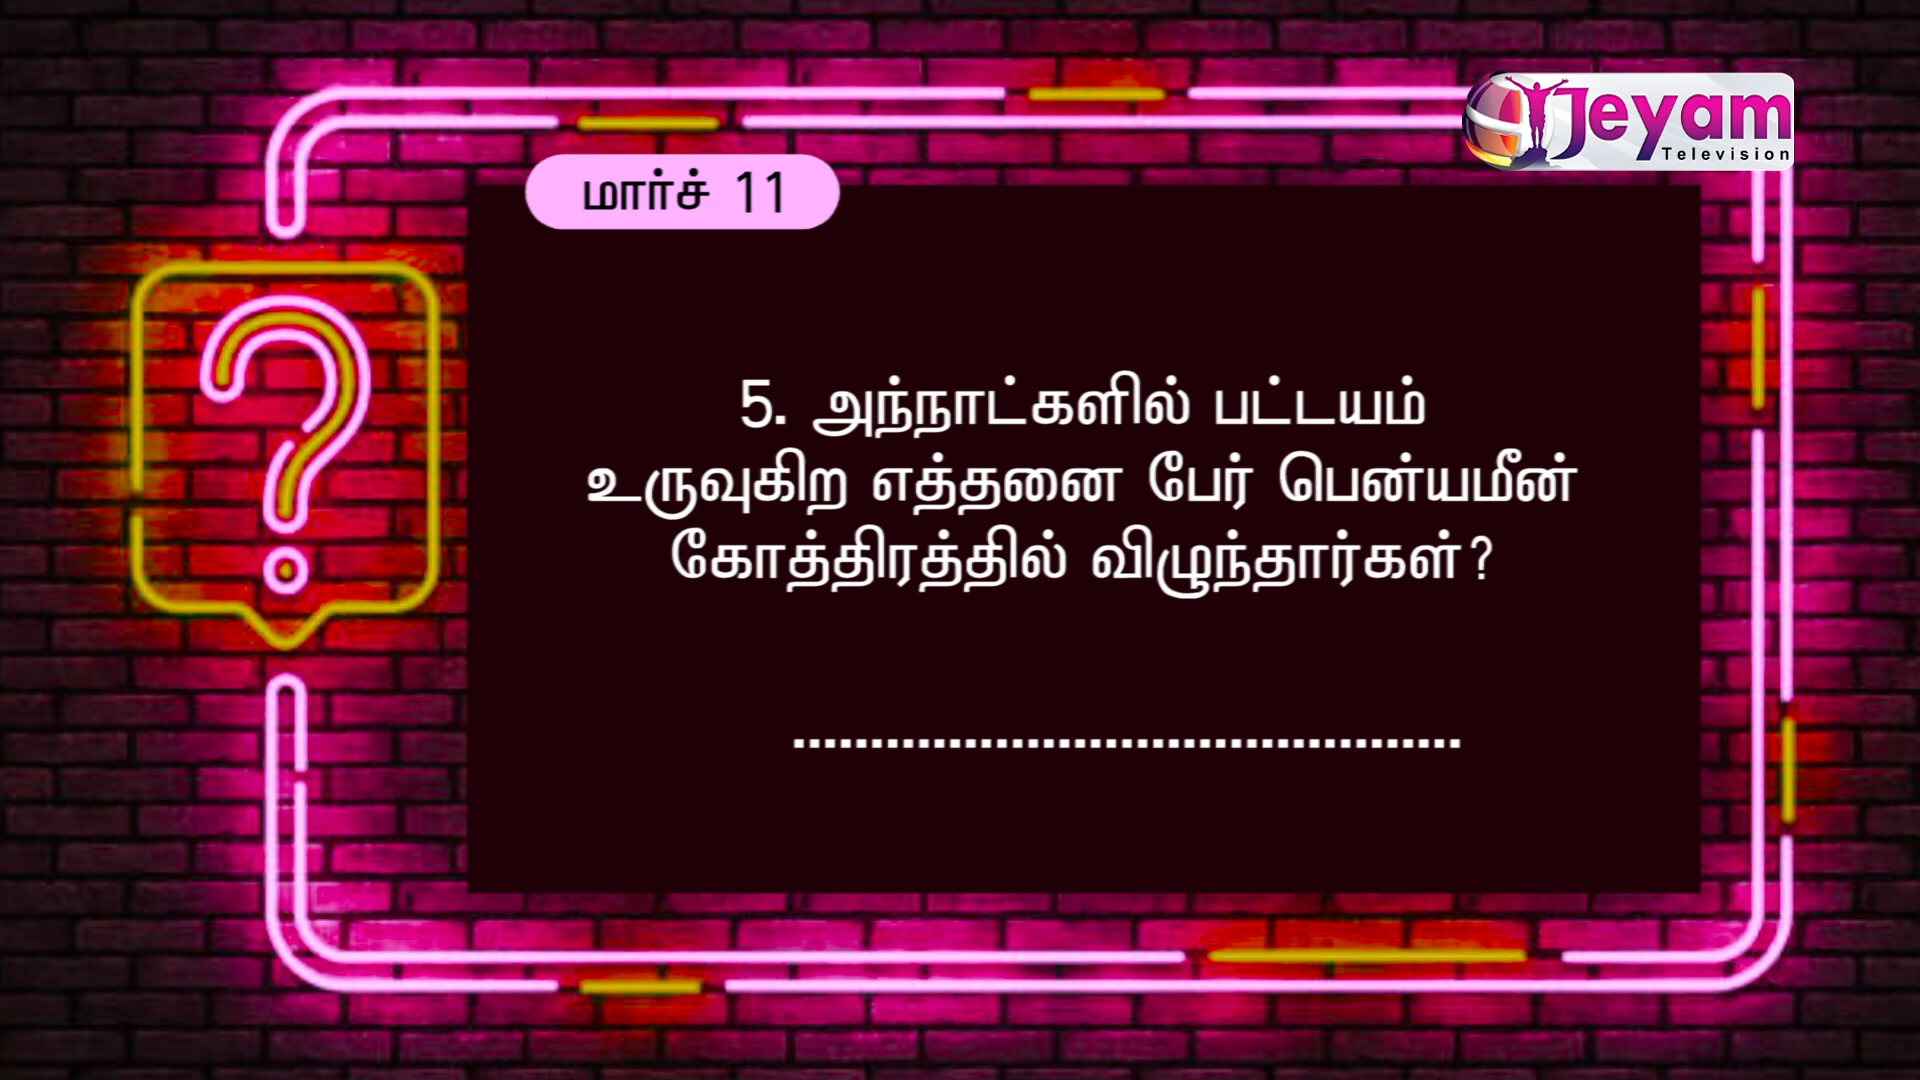 Jeyam
Television
மார்ச் 11
5. அந்நாட்களில் பட்டயம்
உருவுகிற எத்தனை பேர் பென்யமீன்
கோத்திரத்தில் விழுந்தார்கள்?
...........................................